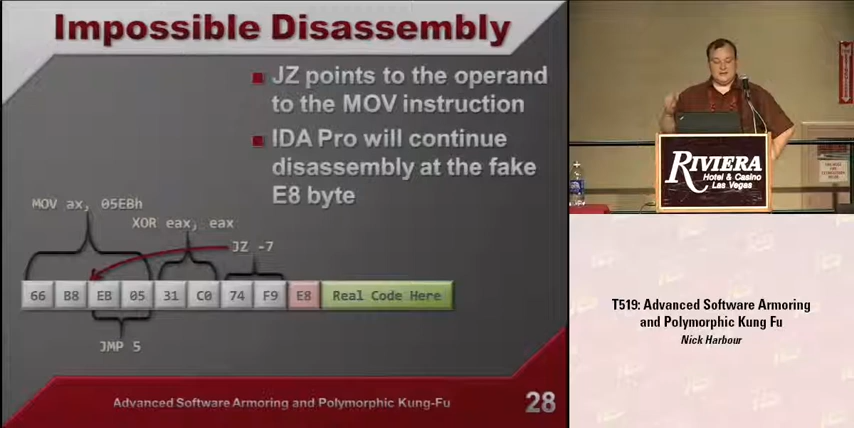 Impossible Disassembly
■ JZ points to the operand
to the MOV instruction
■ IDA Pro will continue
disassembly at the fake
E8 byte
MOV ax, 05EBh
XOR eax, eax
JZ -7
66 B8 EB 05 31 C0 74 F9 E8 Real Code Here
JMP 5
Advanced Software Armoring and Polymorphic Kung-Fu
28
RIVIERA
Hotel & Casino
Las Vegas
T519: Advanced Software Armoring
and Polymorphic Kung Fu
Nick Harbour